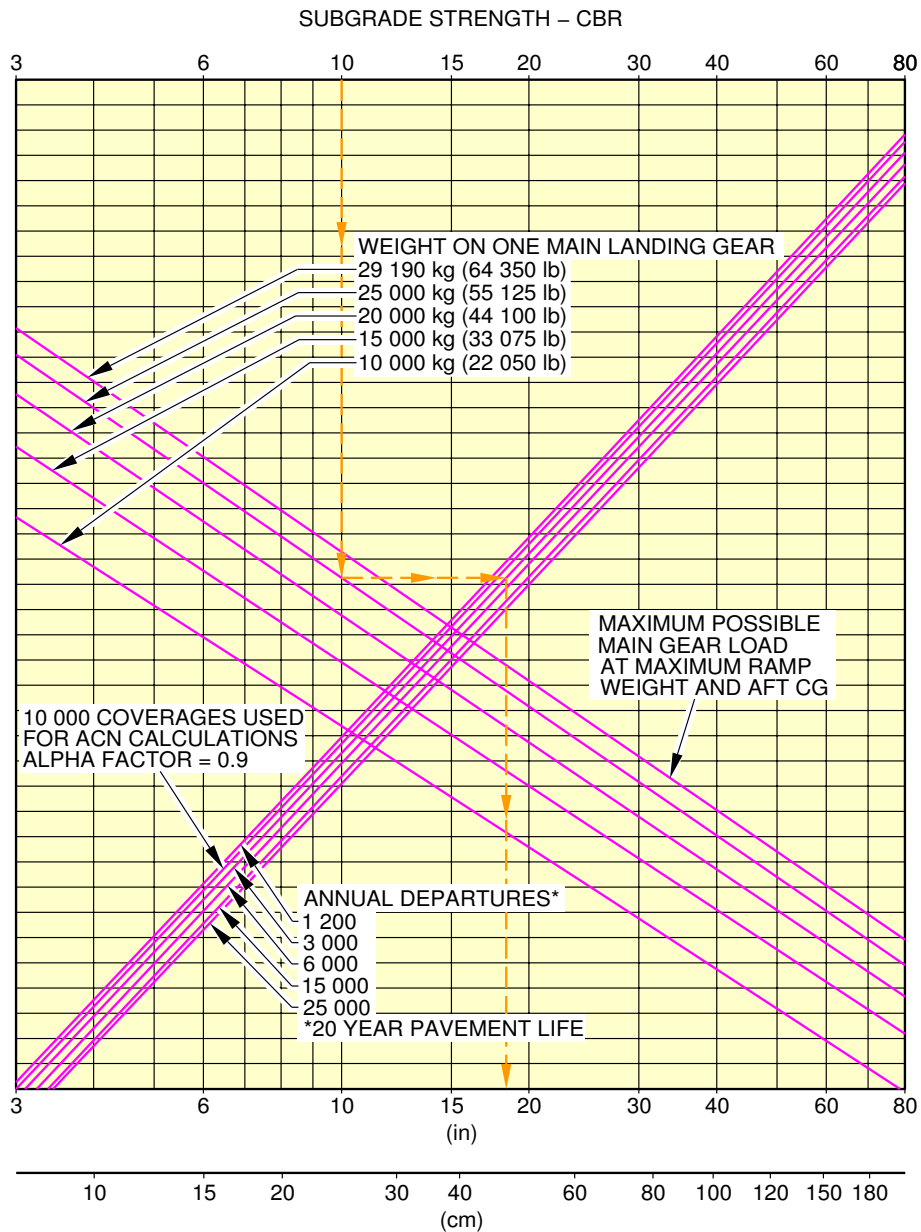 SUBGRADE STRENGTH – CBR
3 6 10 20 30 40 80
WEIGHT ON ONE MAIN LANDING GEAR
29 190 kg (64 350 lb)
25 000 kg (55 125 lb)
20 000 kg (44 100 lb)
15 000 kg (33 075 lb)
10 000 kg (22 050 lb)
MAXIMUM POSSIBLE
MAIN GEAR LOAD
AT MAXIMUM RAMP
WEIGHT AND AFT CG
10 000 COVERAGES USED
FOR ACN CALCULATIONS
ALPHA FACTOR = 0.9
ANNUAL DEPARTURES*
1 200
3 000
6 000
15 000
25 000
*20 YEAR PAVEMENT LIFE
3 6 10 15 20 30 40 60 80
(in)
10 15 20 30 40 60 80 100 120 150 180
(cm)